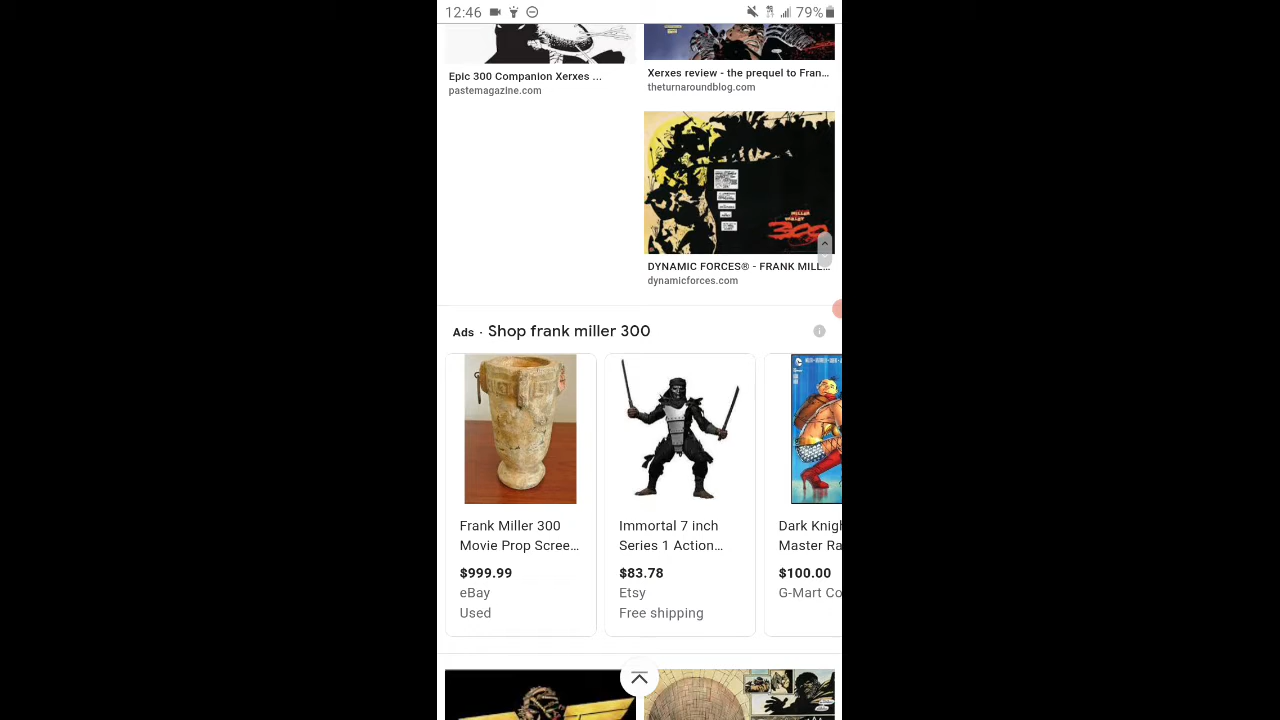 12:46
79%
Epic 300 Companion Xerxes ...
pastemagazine.com
Xerxes review - the prequel to Fran...
theturnaroundblog.com
MILLER
VARLEY
300
DYNAMIC FORCES® - FRANK MILL...
dynamicforces.com
Ads · Shop frank miller 300
Frank Miller 300
Movie Prop Scree...
$999.99
eBay
Used
Immortal 7 inch
Series 1 Action...
$83.78
Etsy
Free shipping
Dark Knigh
Master Ra
$100.00
G-Mart Co